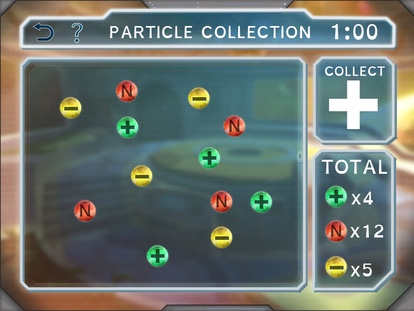 ? PARTICLE COLLECTION 1:00
COLLECT
+
TOTAL
+ x4
N x12
− x5
N
−
+
N
+
−
N
N
+
−
+